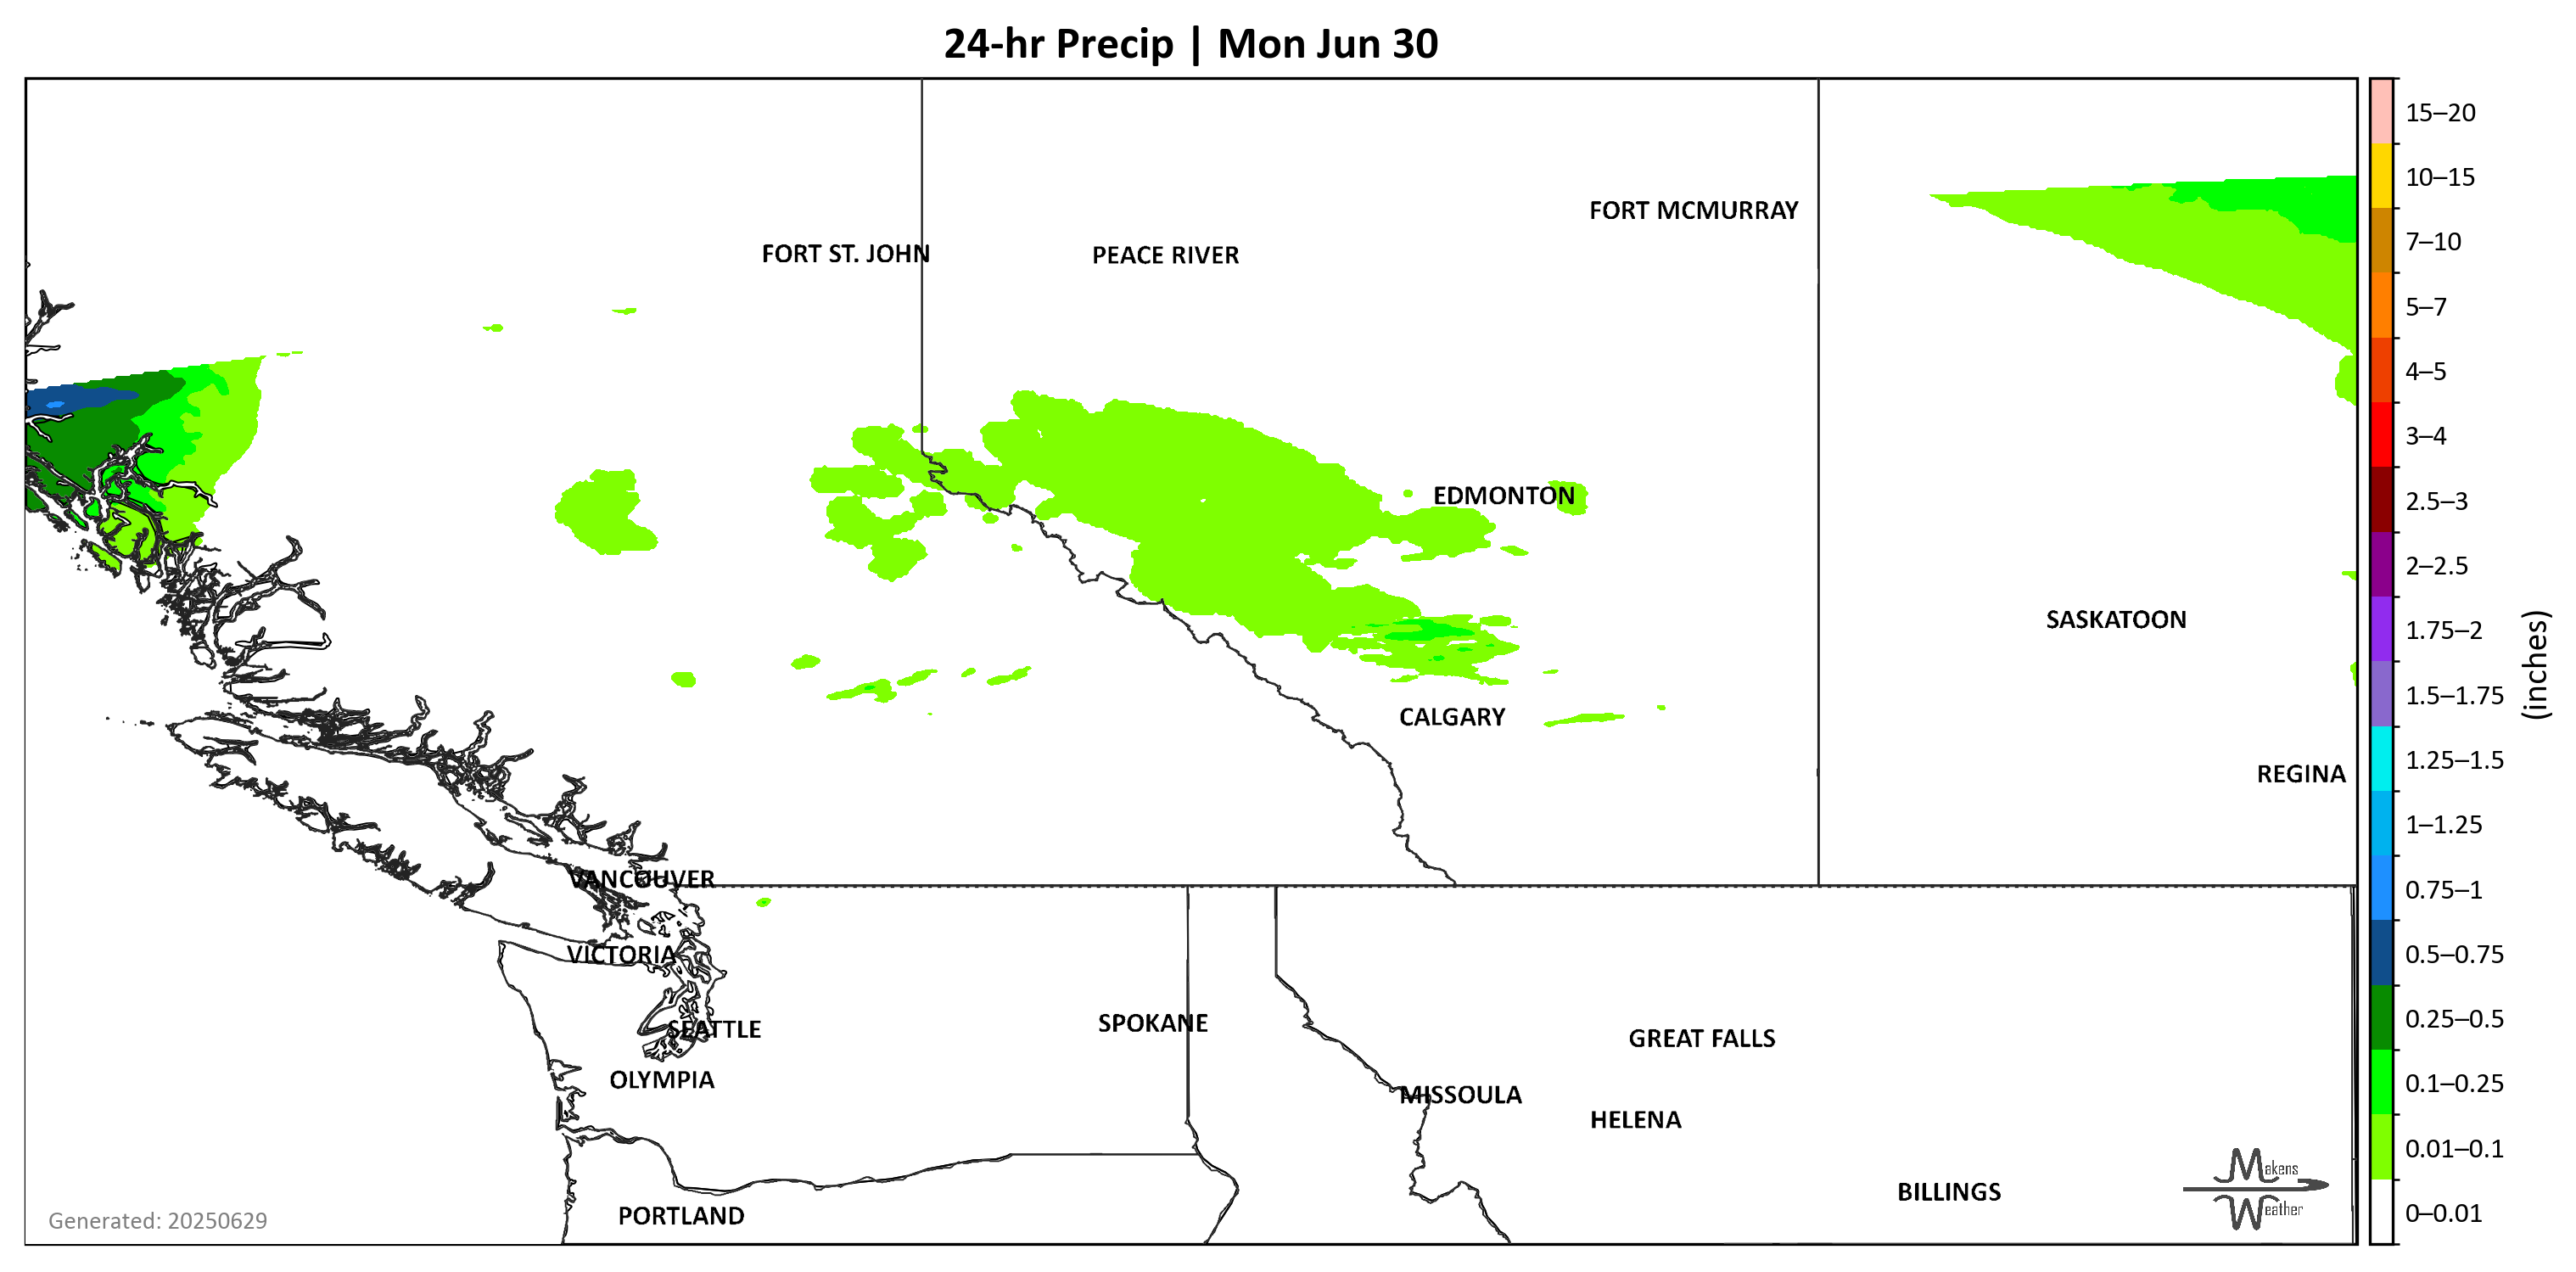 24-hr Precip | Mon Jun 30
FORT MCMURRAY
FORT ST. JOHN
PEACE RIVER
EDMONTON
SASKATOON
CALGARY
REGINA
VANCOUVER
VICTORIA
SPOKANE
SEATTLE
GREAT FALLS
OLYMPIA
MISSOULA
HELENA
BILLINGS
PORTLAND
Makens
Weather
Generated: 20250629
15–20
10–15
7–10
5–7
4–5
3–4
2.5–3
2–2.5
1.75–2
1.5–1.75
1.25–1.5
1–1.25
0.75–1
0.5–0.75
0.25–0.5
0.1–0.25
0.01–0.1
0–0.01
(inches)